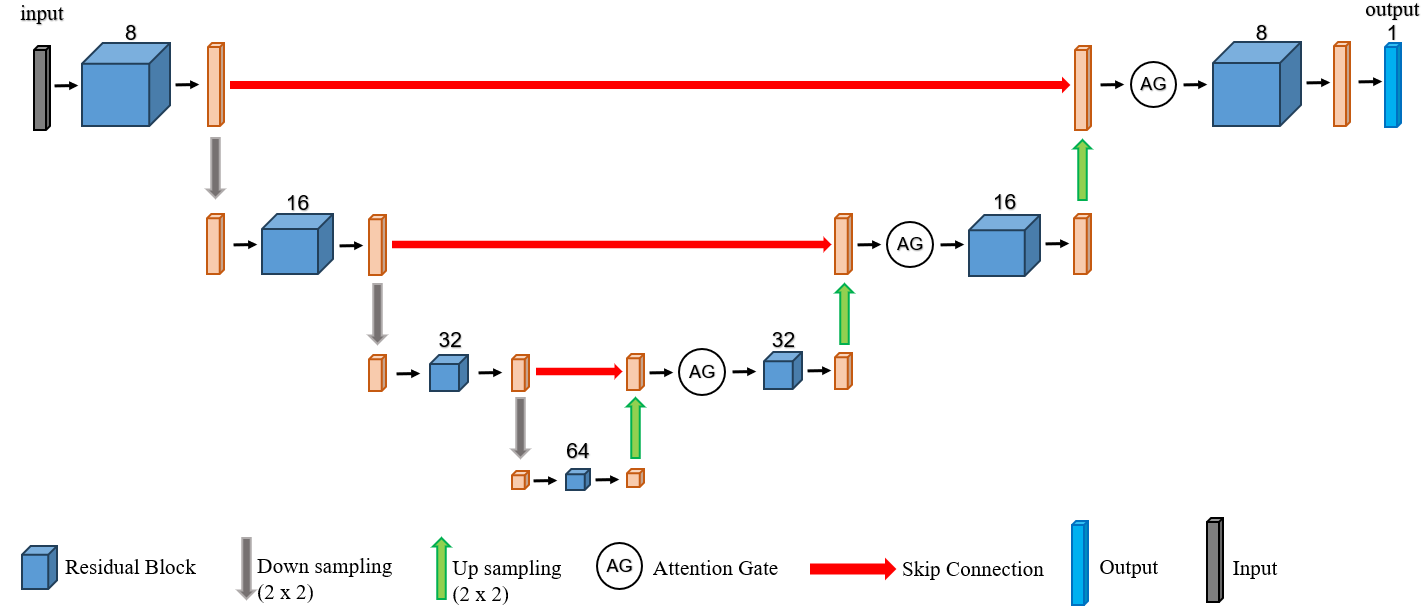 input
output
8
8
1
AG
16
16
AG
32
32
AG
64
Residual Block
Down sampling
(2 x 2)
Up sampling
(2 x 2)
AG
Attention Gate
Skip Connection
Output
Input